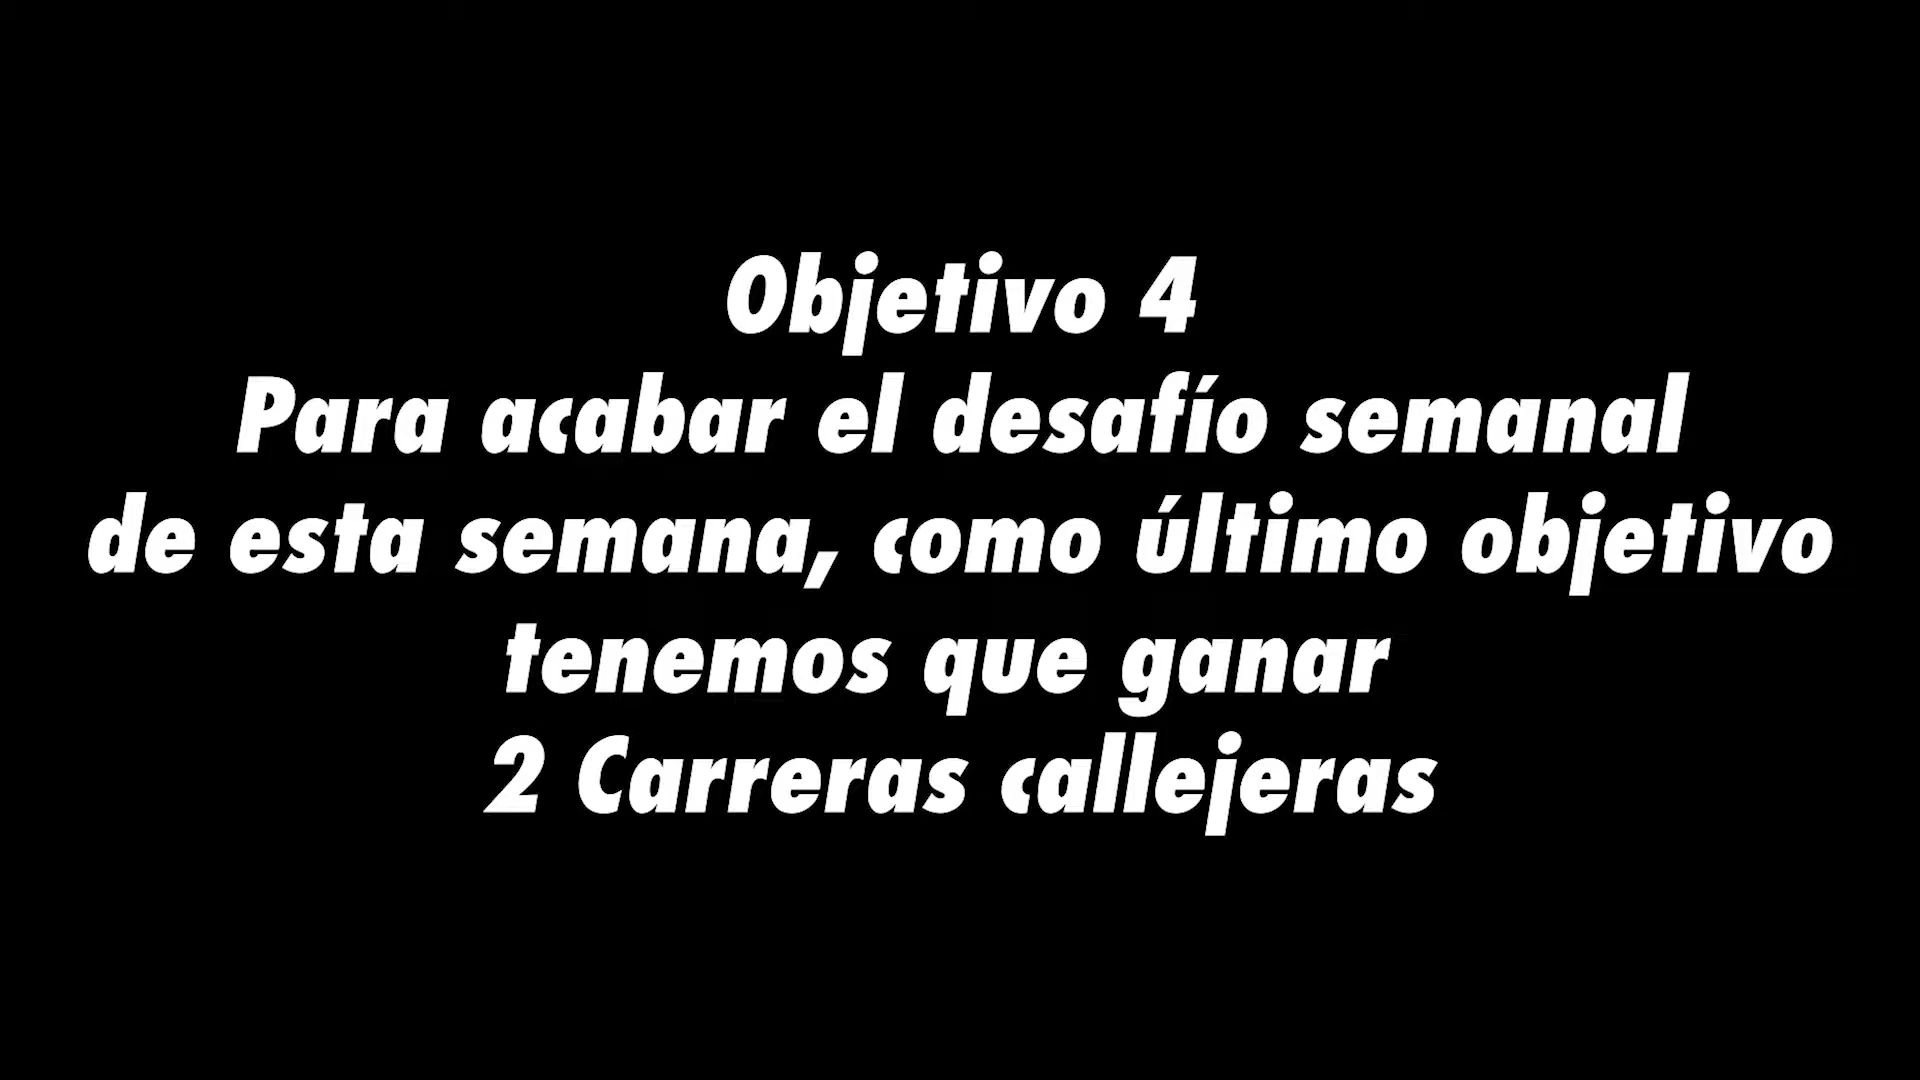 Objetivo 4
Para acabar el desafío semanal
de esta semana, como último objetivo
tenemos que ganar
2 Carreras callejeras